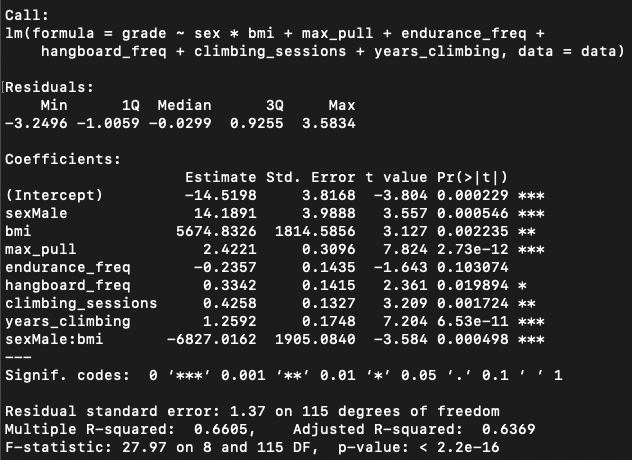 Call:
lm(formula = grade ~ sex * bmi + max_pull + endurance_freq +
    hangboard_freq + climbing_sessions + years_climbing, data = data)
Residuals:
    Min      1Q  Median      3Q     Max
-3.2496 -1.0059 -0.0299  0.9255  3.5834
Coefficients:
                    Estimate Std. Error t value Pr(>|t|)
(Intercept)         -14.5198     3.8168  -3.804 0.000229 ***
sexMale              14.1891     3.9888   3.557 0.000546 ***
bmi                5674.8326  1814.5856   3.127 0.002235 **
max_pull              2.4221     0.3096   7.824 2.73e-12 ***
endurance_freq       -0.2357     0.1435  -1.643 0.103074
hangboard_freq        0.3342     0.1415   2.361 0.019894 *
climbing_sessions     0.4258     0.1327   3.209 0.001724 **
years_climbing        1.2592     0.1748   7.204 6.53e-11 ***
sexMale:bmi       -6827.0162  1905.0840  -3.584 0.000498 ***
---
Signif. codes:  0 ‘***’ 0.001 ‘**’ 0.01 ‘*’ 0.05 ‘.’ 0.1 ‘ ’ 1
Residual standard error: 1.37 on 115 degrees of freedom
Multiple R-squared:  0.6605,    Adjusted R-squared:  0.6369
F-statistic: 27.97 on 8 and 115 DF,  p-value: < 2.2e-16